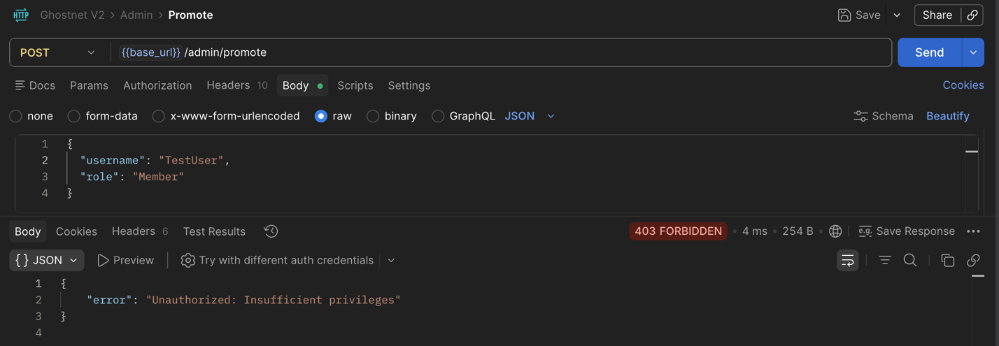 HTTP Ghostnet V2 > Admin > Promote Save Share
POST {{base_url}} /admin/promote Send
Docs Params Authorization Headers 10 Body Scripts Settings Cookies
none form-data x-www-form-urlencoded raw binary GraphQL JSON Schema Beautify
1 {
2 "username": "TestUser",
3 "role": "Member"
4 }
Body Cookies Headers 6 Test Results 403 FORBIDDEN • 4 ms • 254 B • e.g. Save Response
{} JSON Preview Try with different auth credentials
1 {
2 "error": "Unauthorized: Insufficient privileges"
3 }
4